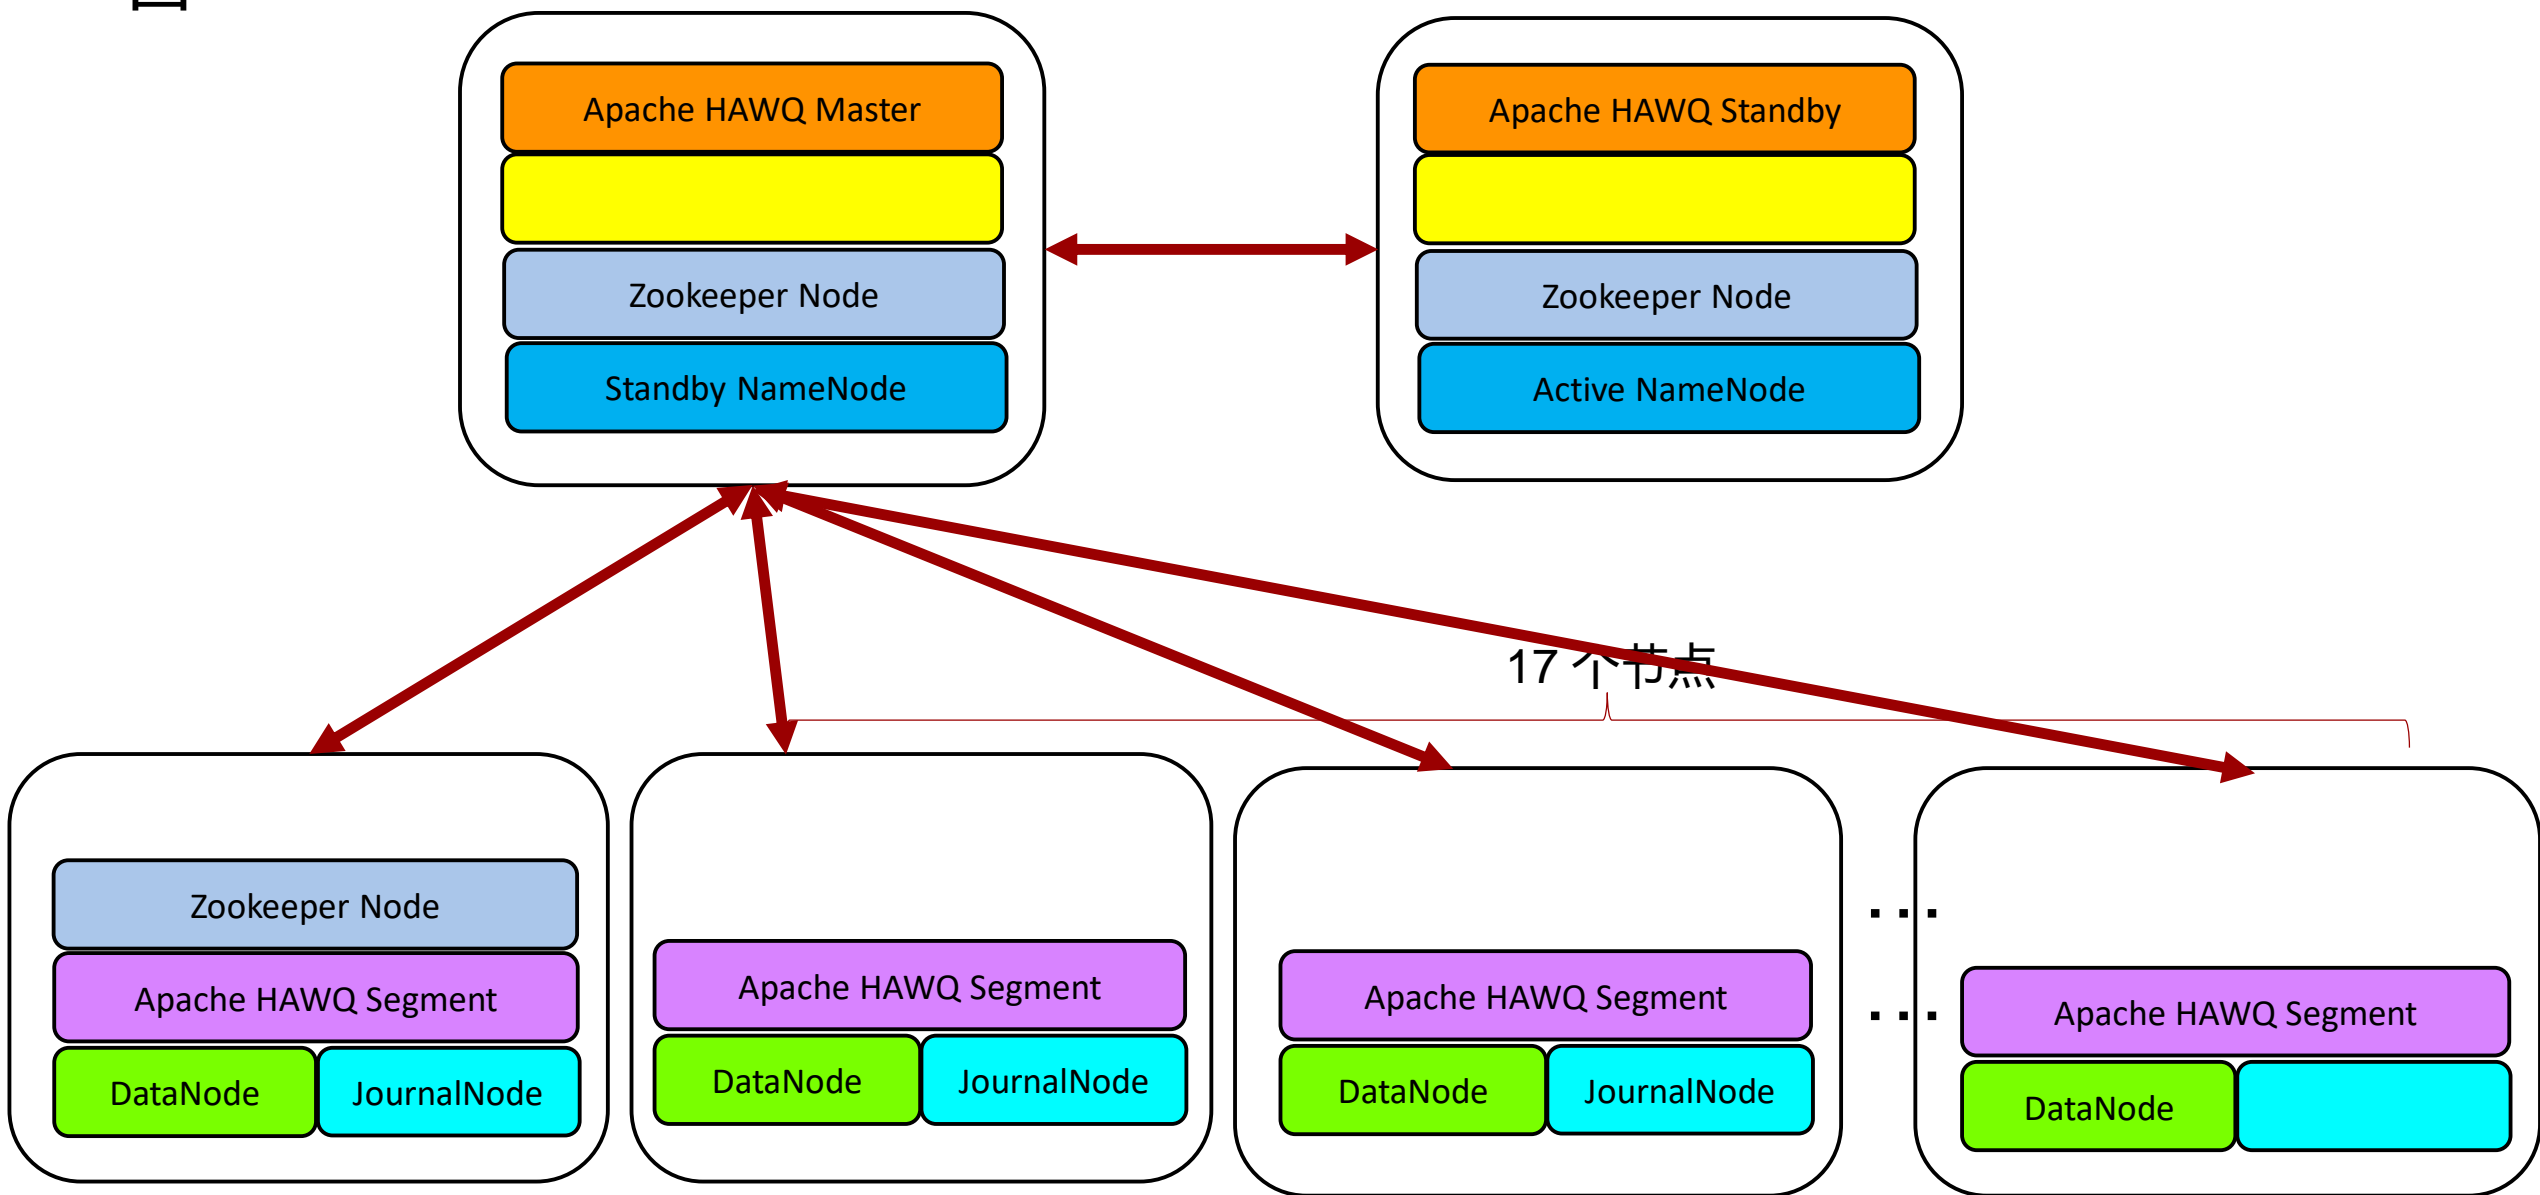 Apache HAWQ Master
Apache HAWQ Standby
Zookeeper Node
Zookeeper Node
Standby NameNode
Active NameNode
17 个节点
Zookeeper Node
Apache HAWQ Segment
Apache HAWQ Segment
Apache HAWQ Segment
Apache HAWQ Segment
DataNode
JournalNode
DataNode
JournalNode
DataNode
JournalNode
DataNode
...
...